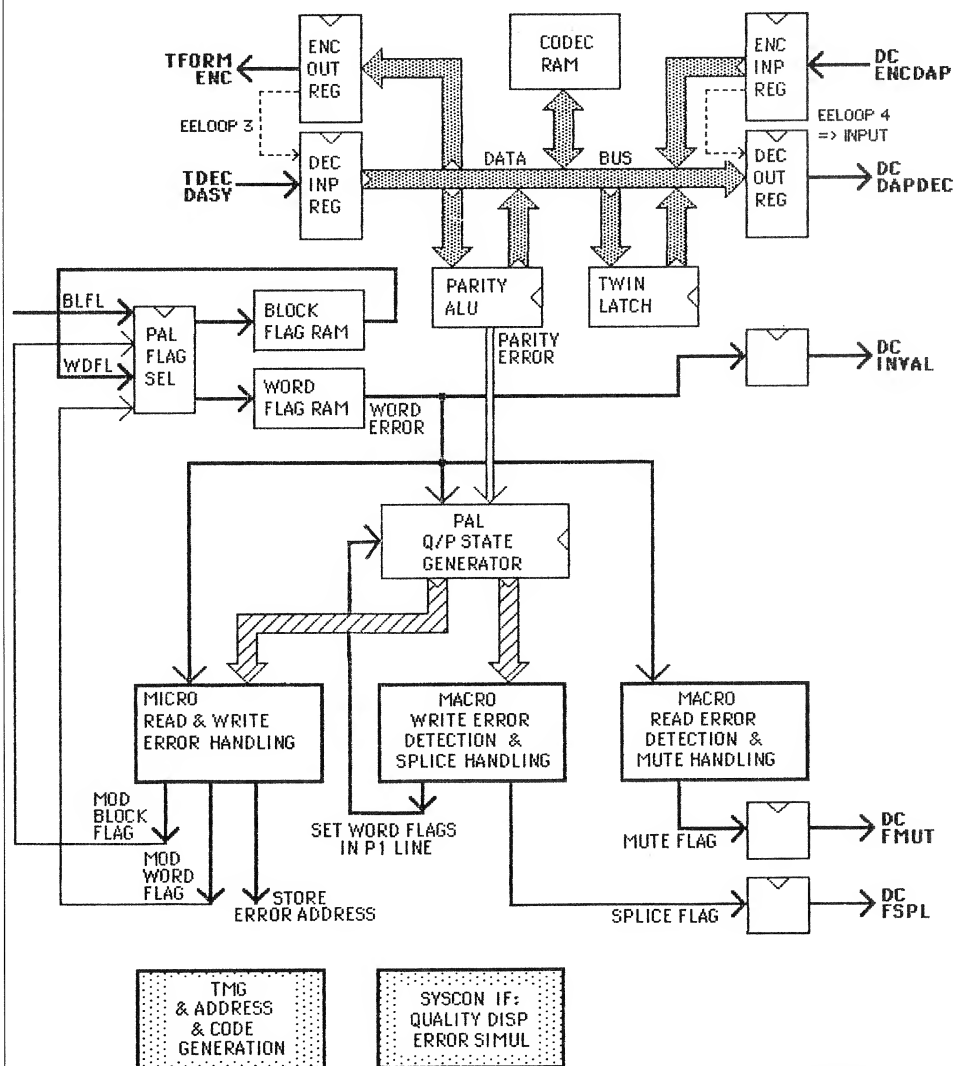 TFORM
ENC
ENC
OUT
REG
CODEC
RAM
ENC
INP
REG
DC
ENCDAP
EELOOP 3
EELOOP 4
=> INPUT
TDEC
DASY
DEC
INP
REG
DATA BUS
DEC
OUT
REG
DC
DAPDEC
PARITY
ALU
TWIN
LATCH
BLFL
WDFL
PAL
FLAG
SEL
BLOCK
FLAG RAM
WORD
FLAG RAM
PARITY
ERROR
WORD
ERROR
DC
INVAL
PAL
Q/P STATE
GENERATOR
MICRO
READ & WRITE
ERROR HANDLING
MACRO
WRITE ERROR
DETECTION &
SPLICE HANDLING
MACRO
READ ERROR
DETECTION &
MUTE HANDLING
MOD
BLOCK
FLAG
MOD
WORD
FLAG
STORE
ERROR ADDRESS
SET WORD FLAGS
IN P1 LINE
MUTE FLAG
DC
FMUT
SPLICE FLAG
DC
FSPL
TMG
& ADDRESS
& CODE
GENERATION
SYSCON IF:
QUALITY DISP
ERROR SIMUL